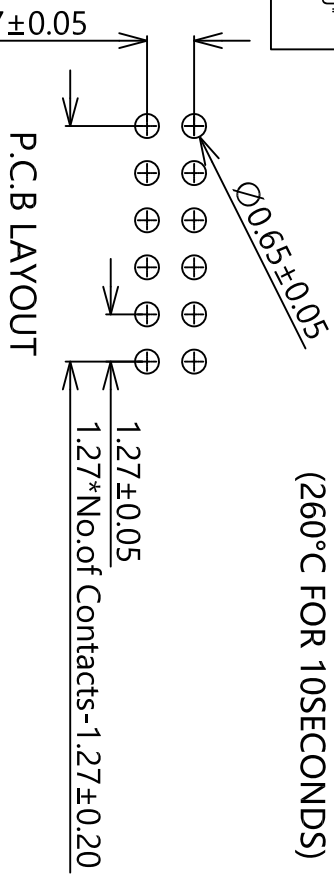 (260°C FOR 10SECONDS)
Ø0.65±0.05
7±0.05
1.27±0.05
1.27*No.of Contacts-1.27±0.20
P.C.B LAYOUT